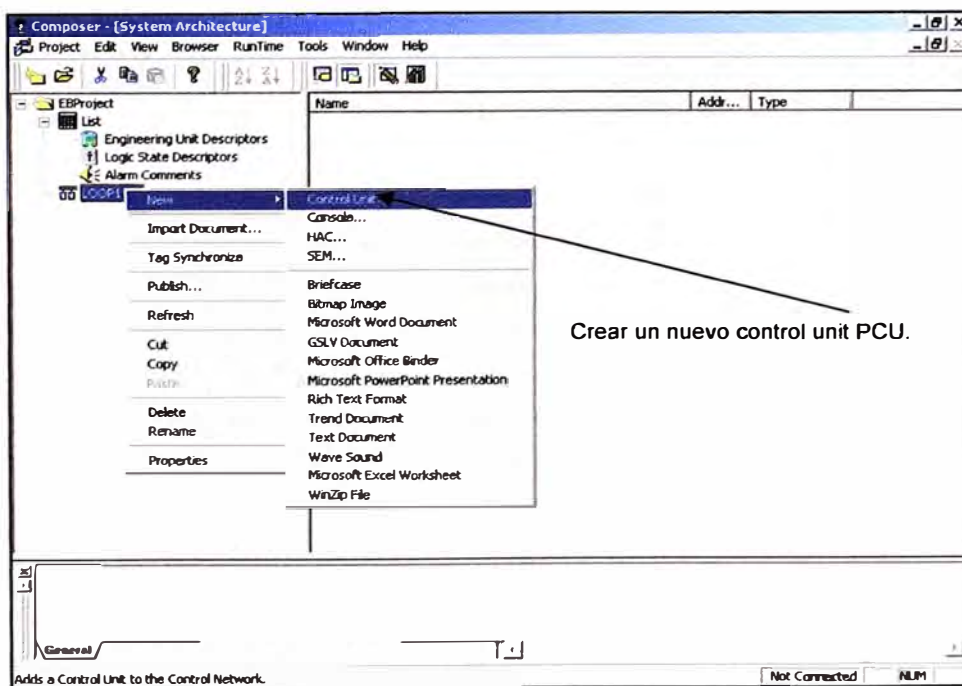 Composer - [System Architecture]
Project Edit View Browser RunTime Tools Window Help
Name Addr... Type
EBProject
List
Engineering Unit Descriptors
Logic State Descriptors
Alarm Comments
LOOP1
New
Import Document...
Tag Synchronize
Publish...
Refresh
Cut
Copy
Paste
Delete
Rename
Properties
Control Unit...
Console...
HAC...
SEM...
Briefcase
Bitmap Image
Microsoft Word Document
GSLV Document
Microsoft Office Binder
Microsoft PowerPoint Presentation
Rich Text Format
Trend Document
Text Document
Wave Sound
Microsoft Excel Worksheet
WinZip File
Crear un nuevo control unit PCU.
General
Adds a Control Unit to the Control Network.
Not Connected NUM